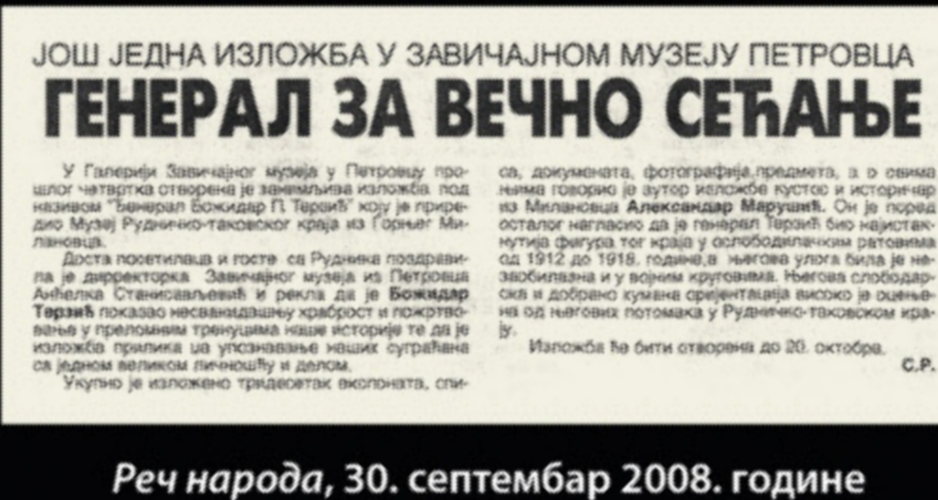 ЈОШ ЈЕДНА ИЗЛОЖБА У ЗАВИЧАЈНОМ МУЗЕЈУ ПЕТРОВЦА
ГЕНЕРАЛ ЗА ВЕЧНО СЕЋАЊЕ
У Галерији Завичајног музеја у Петровцу про-
шлог четвртка отворена је занимљива изложба под
називом "Ђенерал Божидар П. Терзић" коју је прире-
дио Музеј Рудничко-таковског краја из Горњег Ми-
лановца.
Доста посетилаца и госте са Рудника поздрави-
ла је дирректорка Завичајног музеја из Петровца
Анђелка Станисављевић и рекла да је Божидар
Терзић показао несвакидашњу храброст и пожртво-
вање у преломним тренуцима наше историје те да је
изложба прилика за упознавање наших суграђана
са једном великом личношћу и делом.
Укупно је изложено тридесетак експоната, спи-
са, докумената, фотографија,предмета, а о свима
њима говорио је аутор изложбе кустос и историчар
из Милановца Александар Марушић. Он је поред
осталог нагласио да је генерал Терзић био најистак-
нутија фигура тог краја у ослободилачким ратовима
од 1912 до 1918. године,а његова улога била је не-
заобилазна и у војним круговима. Његова слободар-
ска и добрано кумана оријентација високо је оцење-
на од његових потомака у Рудничко-таковском кра-
ју.
Изложба ће бити отворена до 20. октобра.
С.Р.
Реч народа, 30. септембар 2008. године